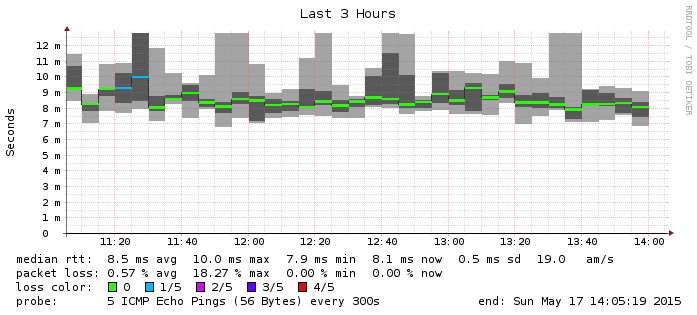 Last 3 Hours
RRDTOOL / TOBI OETIKER
Seconds
12 m
11 m
10 m
9 m
8 m
7 m
6 m
5 m
4 m
3 m
2 m
1 m
0
11:20 11:40 12:00 12:20 12:40 13:00 13:20 13:40 14:00
median rtt: 8.5 ms avg 10.0 ms max 7.9 ms min 8.1 ms now 0.5 ms sd 19.0 am/s
packet loss: 0.57 % avg 18.27 % max 0.00 % min 0.00 % now
loss color: 0 1/5 2/5 3/5 4/5
probe: 5 ICMP Echo Pings (56 Bytes) every 300s end: Sun May 17 14:05:19 2015